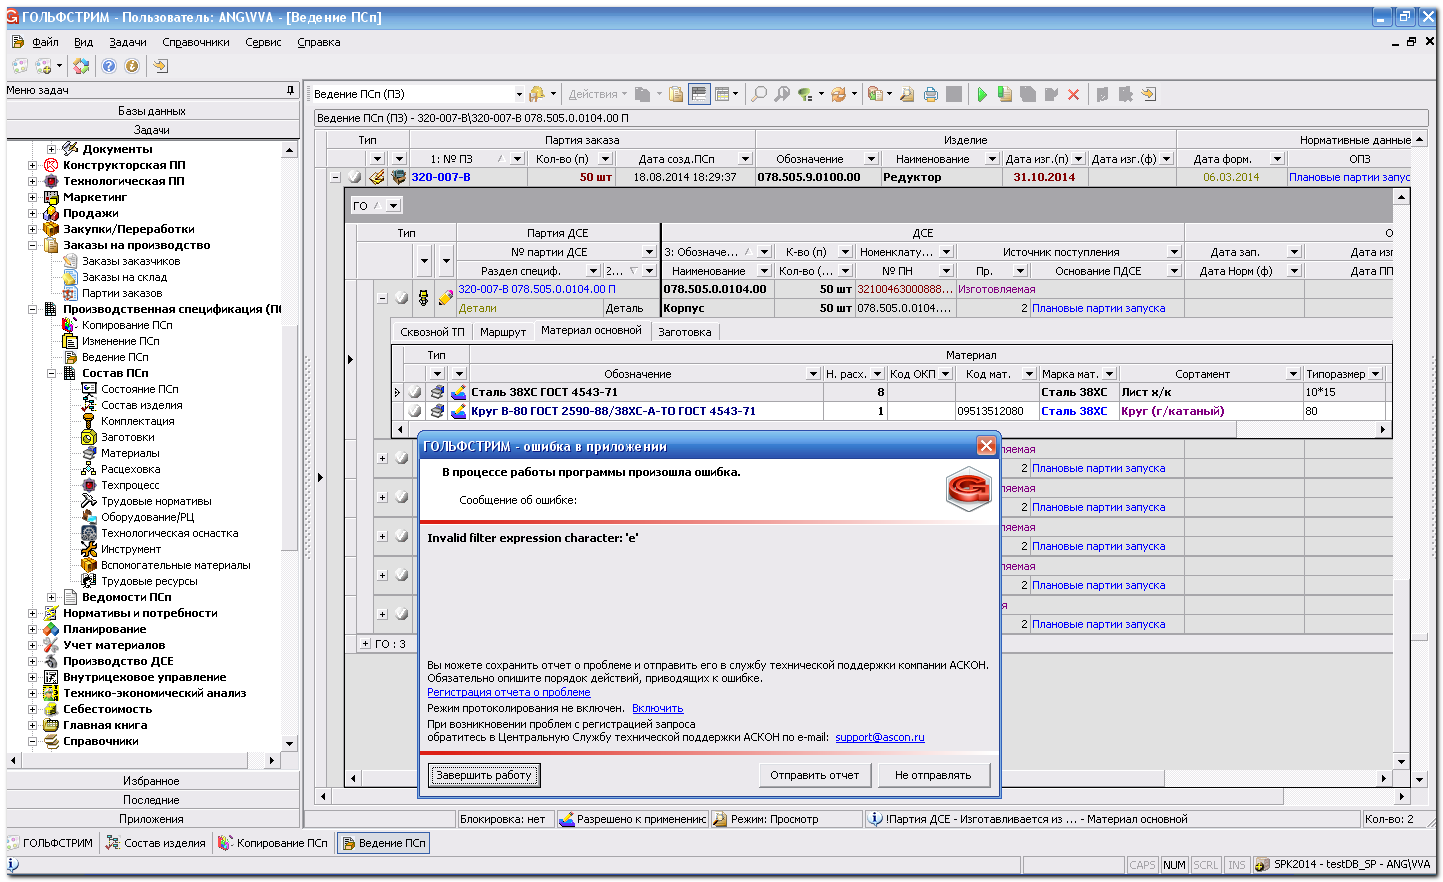 ГОЛЬФСТРИМ - Пользователь: ANG\VVA - [Ведение ПСп]
Файл Вид Задачи Справочники Сервис Справка
Меню задач
Базы данных
Задачи
Документы
Конструкторская ПП
Технологическая ПП
Маркетинг
Продажи
Закупки/Переработки
Заказы на производство
Заказы заказчиков
Заказы на склад
Партии заказов
Производственная спецификация (П
Копирование ПСп
Изменение ПСп
Ведение ПСп
Состав ПСп
Состояние ПСп
Состав изделия
Комплектация
Заготовки
Материалы
Расцеховка
Техпроцесс
Трудовые нормативы
Оборудование/РЦ
Технологическая оснастка
Инструмент
Вспомогательные материалы
Трудовые ресурсы
Ведомости ПСп
Нормативы и потребности
Планирование
Учет материалов
Производство ДСЕ
Внутрицеховое управление
Технико-экономический анализ
Себестоимость
Главная книга
Справочники
Избранное
Последние
Приложения
Ведение ПСп (ПЗ) Действия
Ведение ПСп (ПЗ) - 320-007-В\320-007-В 078.505.0.0104.00 П
Тип Партия заказа Изделие Нормативные данные
1: № ПЗ Кол-во (п) Дата созд.ПСп Обозначение Наименование Дата изг.(п) Дата изг.(ф) Дата форм. ОПЗ
320-007-В 50 шт 18.08.2014 18:29:37 078.505.9.0100.00 Редуктор 31.10.2014 06.03.2014 Плановые партии запус
ГО
Тип Партия ДСЕ ДСЕ О
№ партии ДСЕ 3: Обозначе... К-во (п) Номенклату... Источник поступления Дата зап. Дата изг
Раздел специф. 2... Наименование Кол-во (... № ПН Пр. Основание ПДСЕ Дата Норм (ф) Дата ПП
320-007-В 078.505.0.0104.00 П 078.505.0.0104.00 50 шт 32100463000888... Изготовляемая
Детали Деталь Корпус 50 шт 078.505.0.0104.... 2 Плановые партии запуска
Сквозной ТП Маршрут Материал основной Заготовка
Тип Материал
Обозначение Н. расх. Код ОКП Код мат. Марка мат. Сортамент Типоразмер
Сталь 38ХС ГОСТ 4543-71 8 Сталь 38ХС Лист х/к 10*15
Круг В-80 ГОСТ 2590-88/38ХС-А-ТО ГОСТ 4543-71 1 09513512080 Сталь 38ХС Круг (г/катаный) 80
ляемая
2 Плановые партии запуска
ляемая
2 Плановые партии запуска
ляемая
2 Плановые партии запуска
ляемая
2 Плановые партии запуска
я
2 Плановые партии запуска
ГО : 3
ГОЛЬФСТРИМ - ошибка в приложении
В процессе работы программы произошла ошибка.
Сообщение об ошибке:
Invalid filter expression character: 'e'
Вы можете сохранить отчет о проблеме и отправить его в службу технической поддержки компании АСКОН.
Обязательно опишите порядок действий, приводящих к ошибке.
Регистрация отчета о проблеме
Режим протоколирования не включен. Включить
При возникновении проблем с регистрацией запроса
обратитесь в Центральную Службу технической поддержки АСКОН по e-mail: support@ascon.ru
Завершить работу Отправить отчет Не отправлять
Блокировка: нет Разрешено к применению Режим: Просмотр !Партия ДСЕ - Изготавливается из ... - Материал основной Кол-во: 2
ГОЛЬФСТРИМ Состав изделия Копирование ПСп Ведение ПСп
CAPS NUM SCRL INS SPK2014 - testDB_SP - ANG\VVA